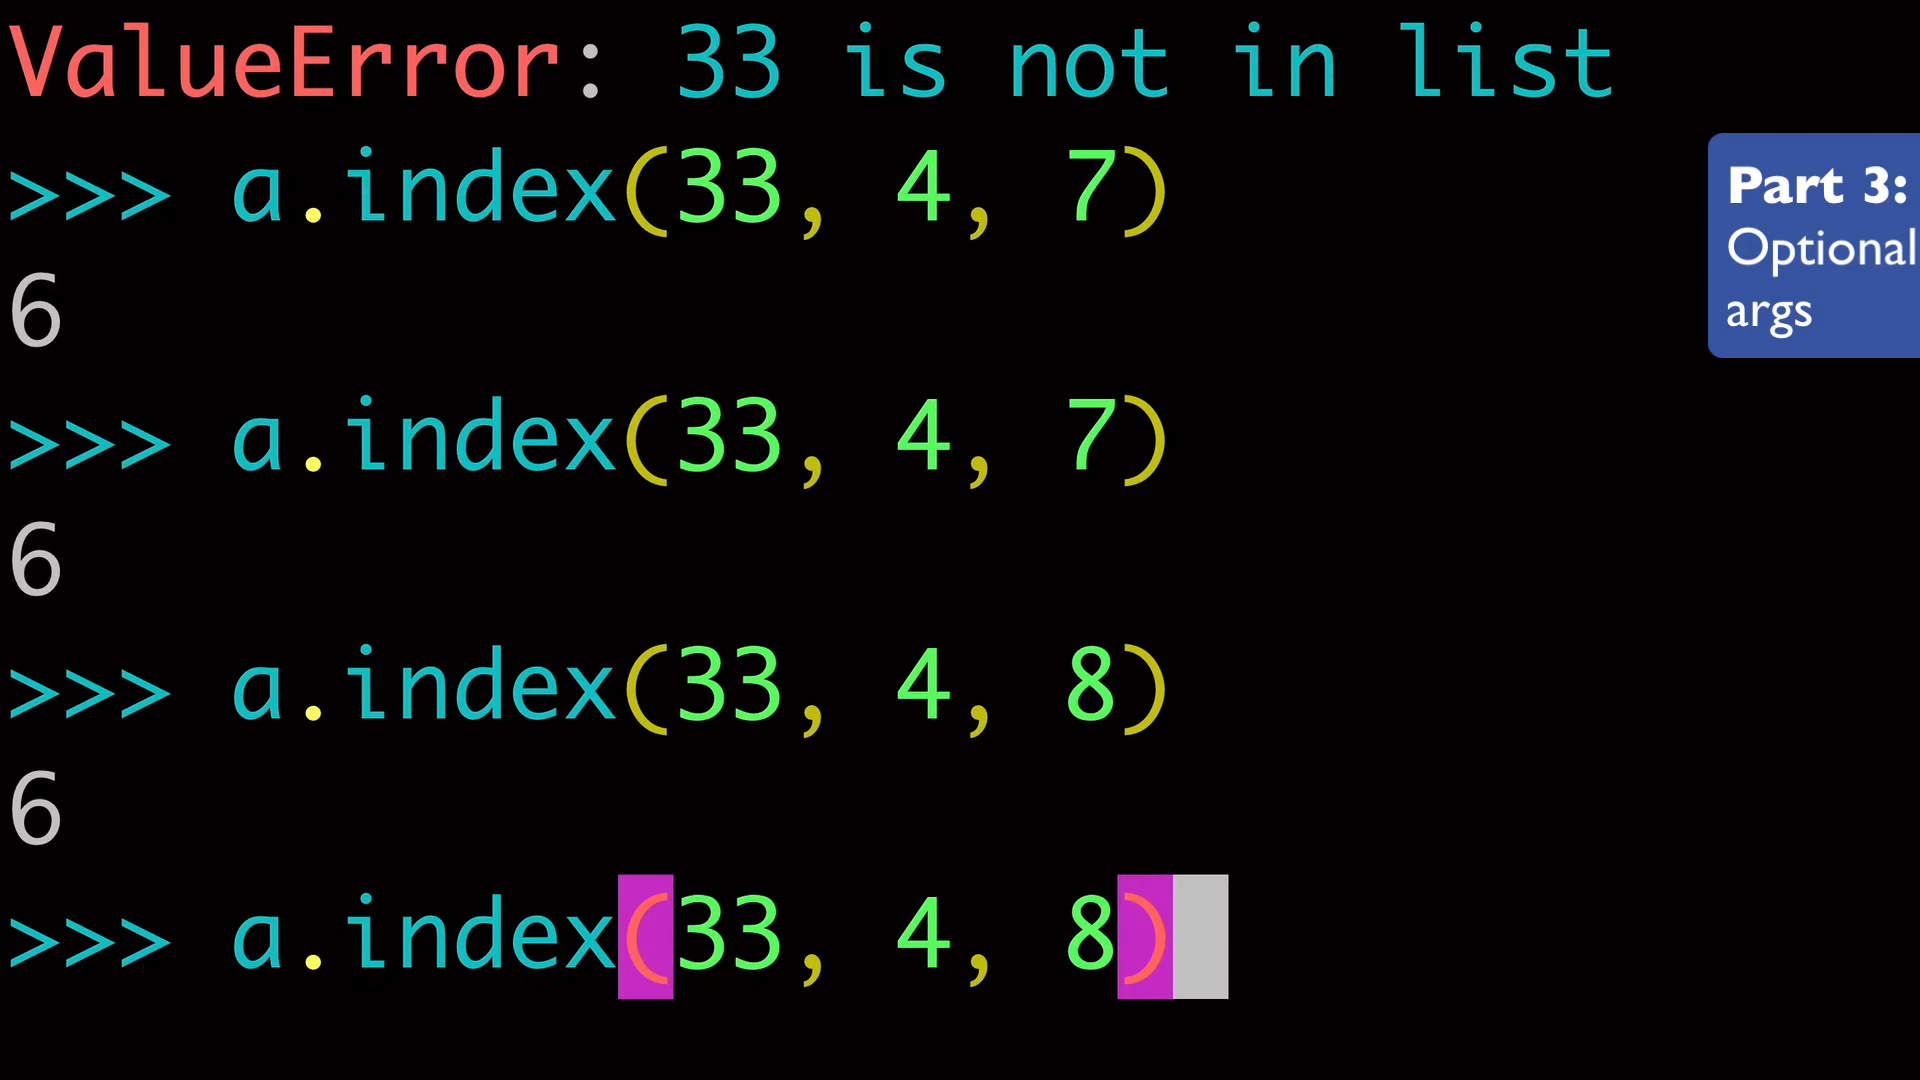 ValueError: 33 is not in list
>>> a.index(33, 4, 7)
6
>>> a.index(33, 4, 7)
6
>>> a.index(33, 4, 8)
6
>>> a.index(33, 4, 8)
Part 3:
Optional
args